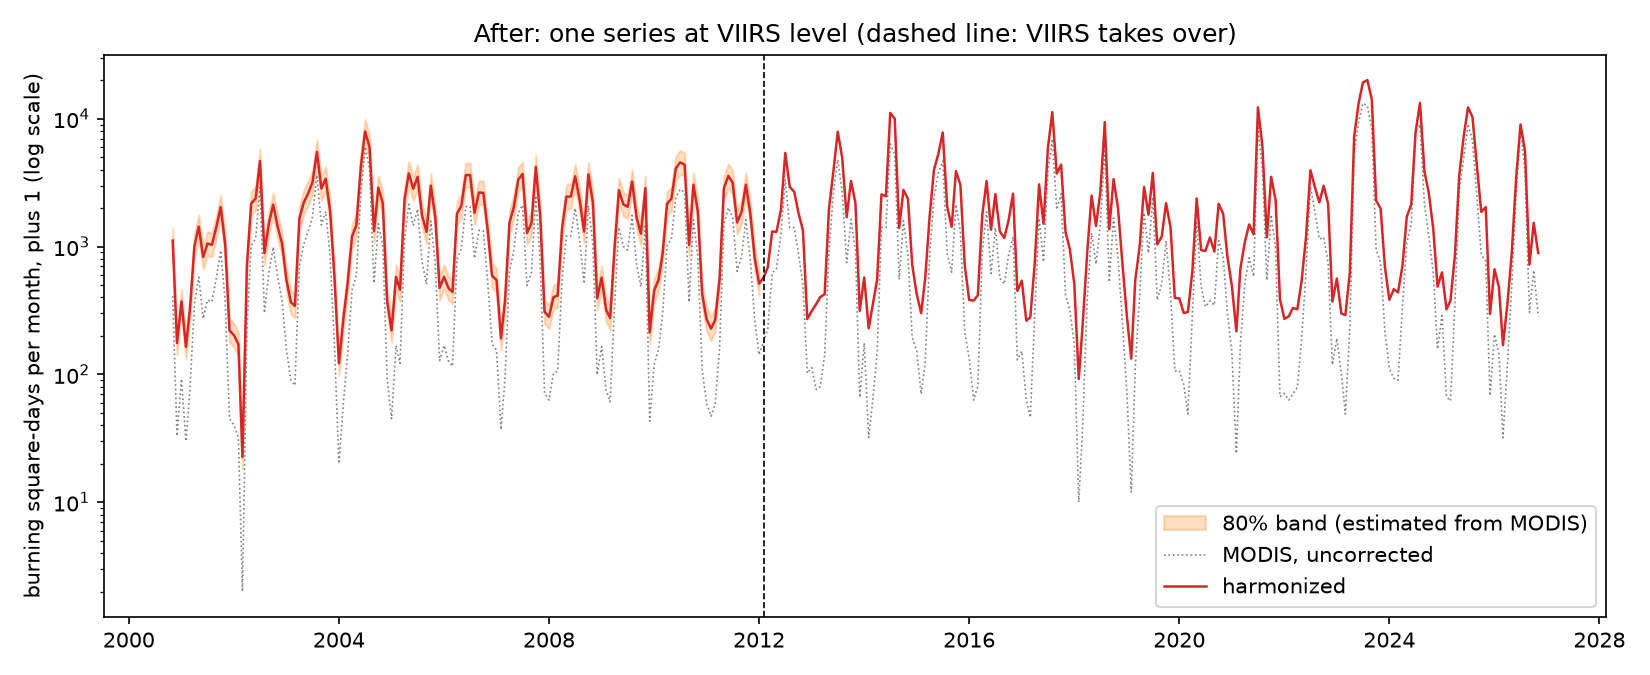 After: one series at VIIRS level (dashed line: VIIRS takes over)
burning square-days per month, plus 1 (log scale)
10⁴
10³
10²
10¹
80% band (estimated from MODIS)
MODIS, uncorrected
harmonized
2000 2004 2008 2012 2016 2020 2024 2028